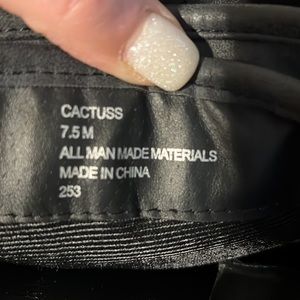 CACTUSS
7.5 M
ALL MAN MADE MATERIALS
MADE IN CHINA
253